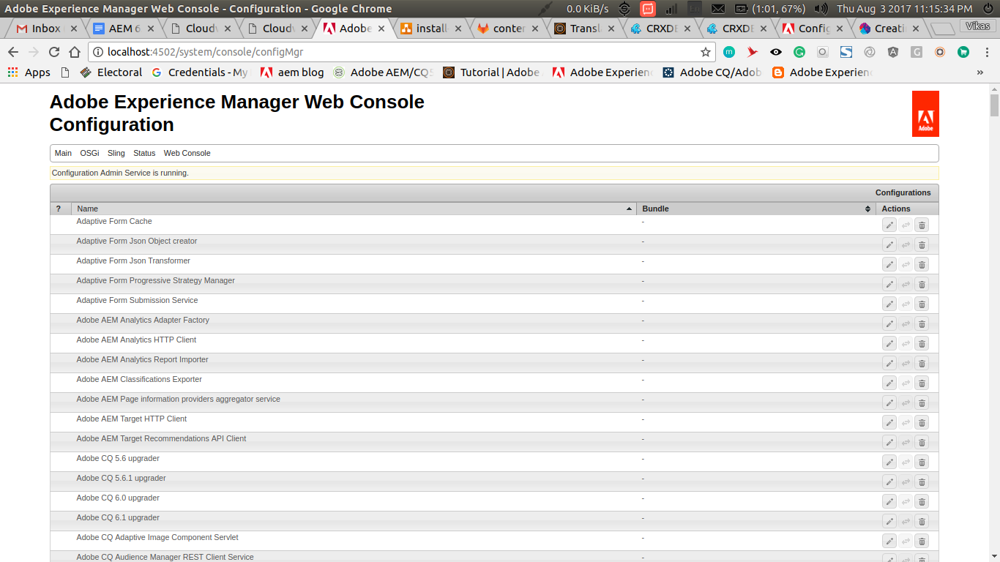 Adobe Experience Manager Web Console - Configuration - Google Chrome 0.0 KiB/s (1:01, 67%) Thu Aug 3 2017 11:15:34 PM
Inbox AEM 6 Cloudv Cloudv Adobe install conter Transl CRXDE CRXDE Config Creatin Vikas
localhost:4502/system/console/configMgr
Apps Electoral Credentials - My aem blog Adobe AEM/CQ5 Tutorial | Adobe Adobe Experien Adobe CQ/Adob Adobe Experien »
Adobe Experience Manager Web Console
Configuration
Adobe
Main OSGi Sling Status Web Console
Configuration Admin Service is running.
Configurations
? Name Bundle Actions
Adaptive Form Cache -
Adaptive Form Json Object creator -
Adaptive Form Json Transformer -
Adaptive Form Progressive Strategy Manager -
Adaptive Form Submission Service -
Adobe AEM Analytics Adapter Factory -
Adobe AEM Analytics HTTP Client -
Adobe AEM Analytics Report Importer -
Adobe AEM Classifications Exporter -
Adobe AEM Page information providers aggregator service -
Adobe AEM Target HTTP Client -
Adobe AEM Target Recommendations API Client -
Adobe CQ 5.6 upgrader -
Adobe CQ 5.6.1 upgrader -
Adobe CQ 6.0 upgrader -
Adobe CQ 6.1 upgrader -
Adobe CQ Adaptive Image Component Servlet -
Adobe CQ Audience Manager REST Client Service -